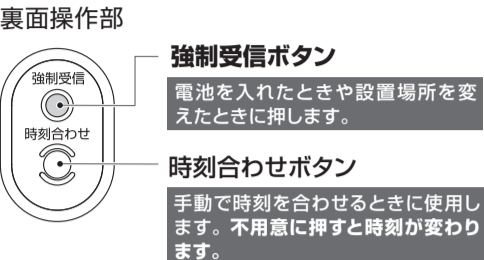 裏面操作部
強制受信
時刻合わせ
強制受信ボタン
電池を入れたときや設置場所を変
えたときに押します。
時刻合わせボタン
手動で時刻を合わせるときに使用し
ます。不用意に押すと時刻が変わり
ます。